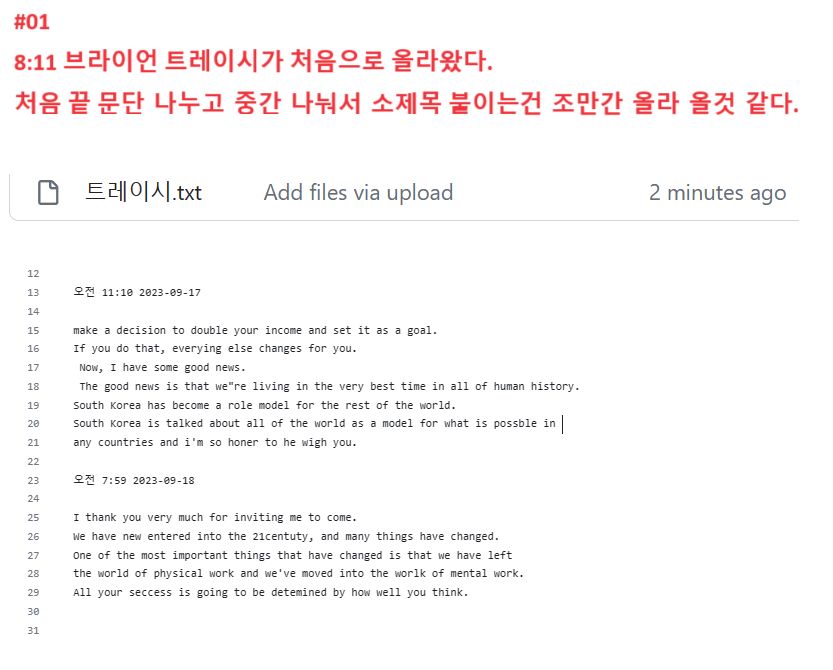 #01
8:11 브라이언 트레이시가 처음으로 올라왔다.
처음 끝 문단 나누고 중간 나눠서 소제목 붙이는건 조만간 올라 올것 같다.
트레이시.txt Add files via upload 2 minutes ago
12
13 오전 11:10 2023-09-17
14
15 make a decision to double your income and set it as a goal.
16 If you do that, everying else changes for you.
17 Now, I have some good news.
18 The good news is that we"re living in the very best time in all of human history.
19 South Korea has become a role model for the rest of the world.
20 South Korea is talked about all of the world as a model for what is possble in
21 any countries and i'm so honer to he wigh you.
22
23 오전 7:59 2023-09-18
24
25 I thank you very much for inviting me to come.
26 We have new entered into the 21centuty, and many things have changed.
27 One of the most important things that have changed is that we have left
28 the world of physical work and we've moved into the worlk of mental work.
29 All your seccess is going to be detemined by how well you think.
30
31